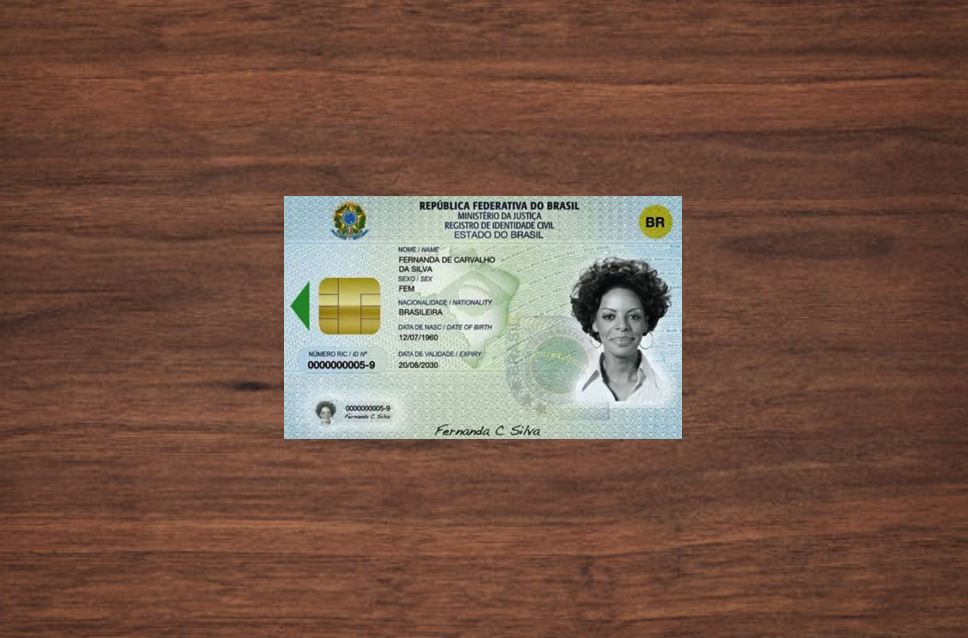 REPÚBLICA FEDERATIVA DO BRASIL
MINISTÉRIO DA JUSTIÇA
REGISTRO DE IDENTIDADE CIVIL
ESTADO DO BRASIL
BR
NOME / NAME
FERNANDA DE CARVALHO
DA SILVA
SEXO / SEX
FEM
NACIONALIDADE / NATIONALITY
BRASILEIRA
DATA DE NASC / DATE OF BIRTH
12/07/1960
NÚMERO RIC / ID Nº
0000000005-9
DATA DE VALIDADE / EXPIRY
20/08/2030
0000000005-9
Fernanda C Silva
Fernanda C Silva